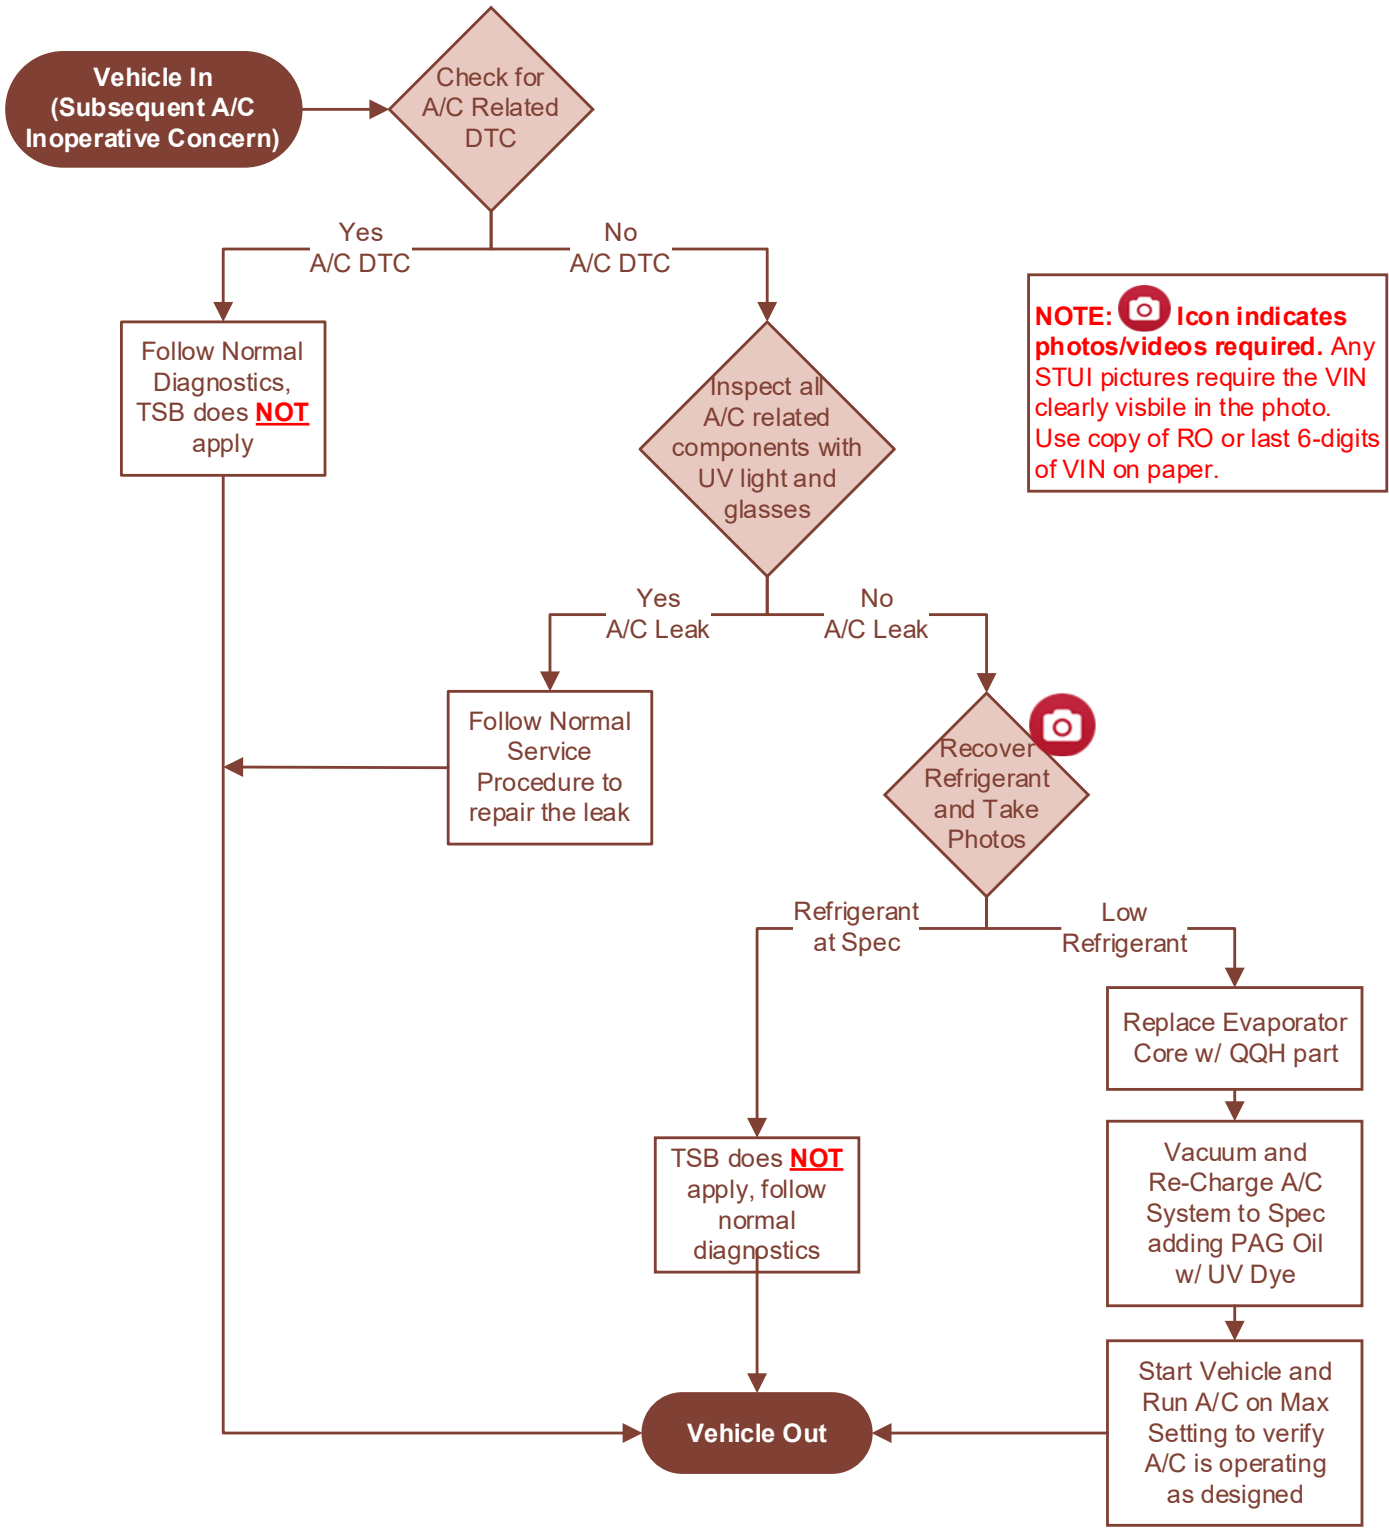 Vehicle In
(Subsequent A/C
Inoperative Concern)
Check for
A/C Related
DTC
Yes
A/C DTC
No
A/C DTC
Follow Normal
Diagnostics,
TSB does NOT
apply
Inspect all
A/C related
components with
UV light and
glasses
NOTE: Icon indicates
photos/videos required. Any
STUI pictures require the VIN
clearly visbile in the photo.
Use copy of RO or last 6-digits
of VIN on paper.
Yes
A/C Leak
No
A/C Leak
Follow Normal
Service
Procedure to
repair the leak
Recover
Refrigerant
and Take
Photos
Refrigerant
at Spec
Low
Refrigerant
Replace Evaporator
Core w/ QQH part
TSB does NOT
apply, follow
normal
diagnostics
Vacuum and
Re-Charge A/C
System to Spec
adding PAG Oil
w/ UV Dye
Start Vehicle and
Run A/C on Max
Setting to verify
A/C is operating
as designed
Vehicle Out